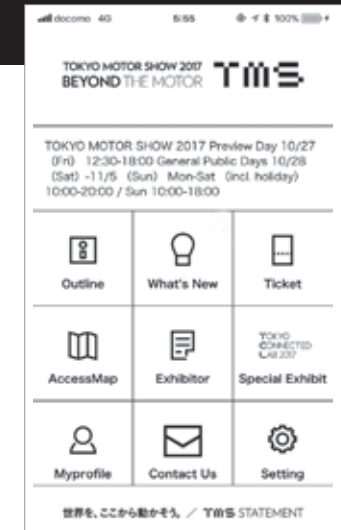 docomo 4G 5:55 100%
TOKYO MOTOR SHOW 2017
BEYOND THE MOTOR TMS
TOKYO MOTOR SHOW 2017 Preview Day 10/27
(Fri) 12:30-18:00 General Public Days 10/28
(Sat) -11/5 (Sun) Mon-Sat (incl. holiday)
10:00-20:00 / Sun 10:00-18:00
Outline What's New Ticket
TOKYO
CONNECTED
LAB 2017
AccessMap Exhibitor Special Exhibit
Myprofile Contact Us Setting
世界を、ここから動かそう。 / TMS STATEMENT